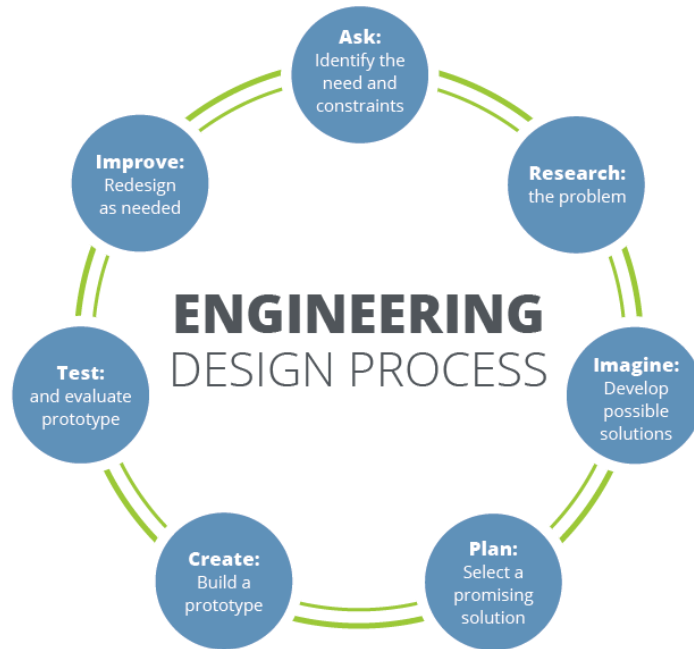 Ask:
Identify the
need and
constraints
Research:
the problem
Imagine:
Develop
possible
solutions
Plan:
Select a
promising
solution
Create:
Build a
prototype
Test:
and evaluate
prototype
Improve:
Redesign
as needed
ENGINEERING
DESIGN PROCESS